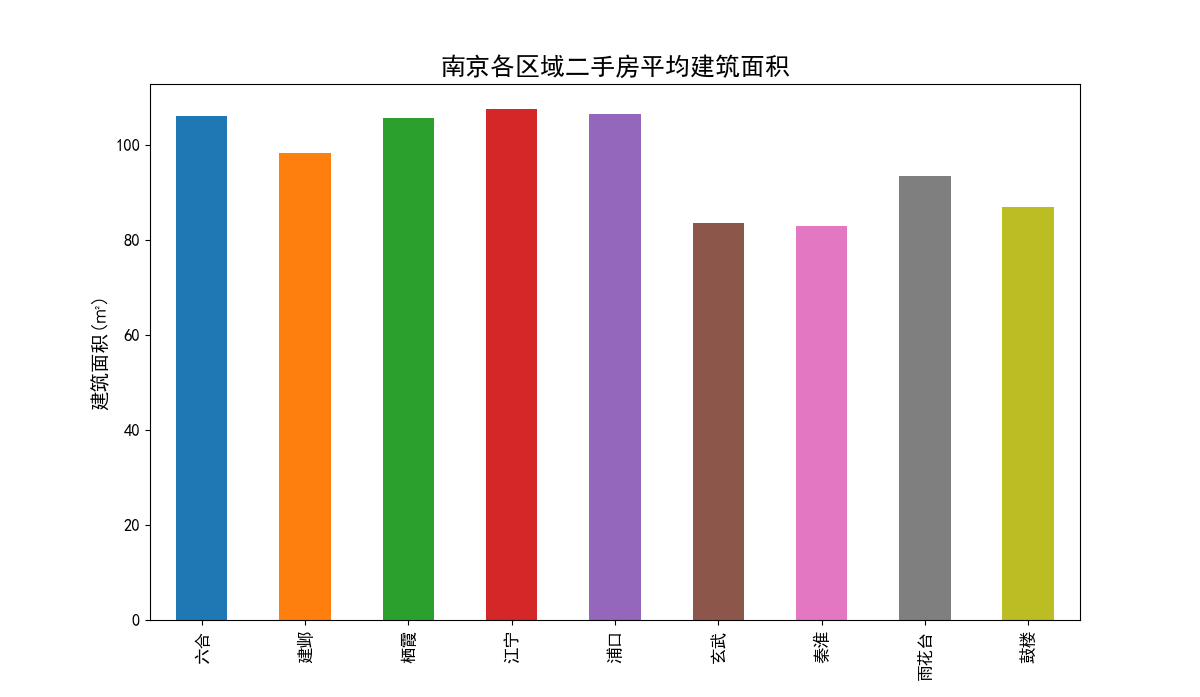 南京各区域二手房平均建筑面积
建筑面积(㎡)
100
80
60
40
20
0
六合
建邺
栖霞
江宁
浦口
玄武
秦淮
雨花台
鼓楼